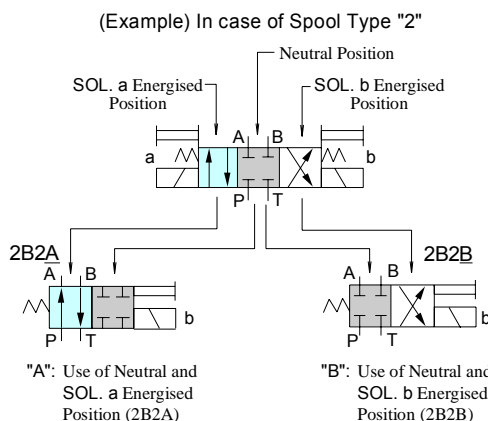 (Example) In case of Spool Type "2"
Neutral Position
SOL. a Energised
Position
SOL. b Energised
Position
A B
a b
P T
2B2A 2B2B
A B A B
b b
P T P T
"A": Use of Neutral and
SOL. a Energised
Position (2B2A)
"B": Use of Neutral and
SOL. b Energised
Position (2B2B)